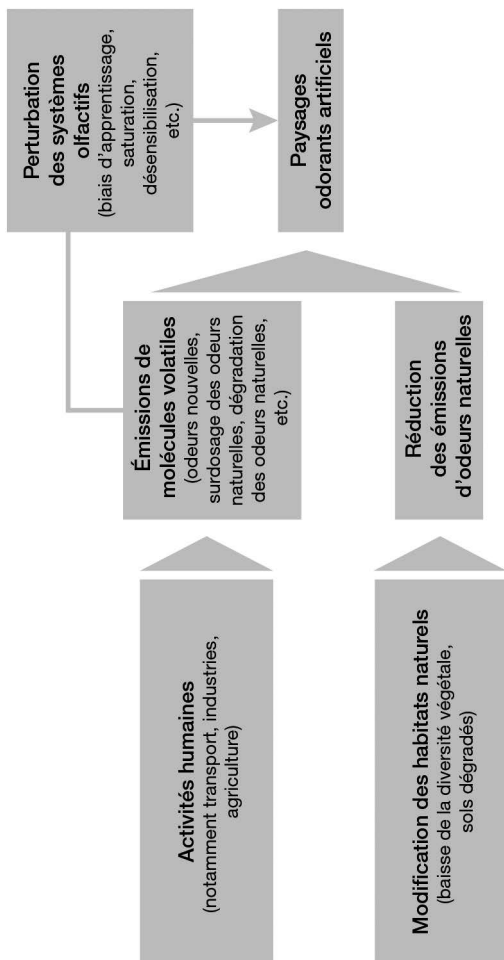 Activités humaines
(notamment transport, industries,
agriculture)
Modification des habitats naturels
(baisse de la diversité végétale,
sols dégradés)
Émissions de
molécules volatiles
(odeurs nouvelles,
surdosage des odeurs
naturelles, dégradation
des odeurs naturelles,
etc.)
Réduction
des émissions
d'odeurs naturelles
Perturbation
des systèmes
olfactifs
(biais d'apprentissage,
saturation,
désensibilisation,
etc.)
Paysages
odorants artificiels